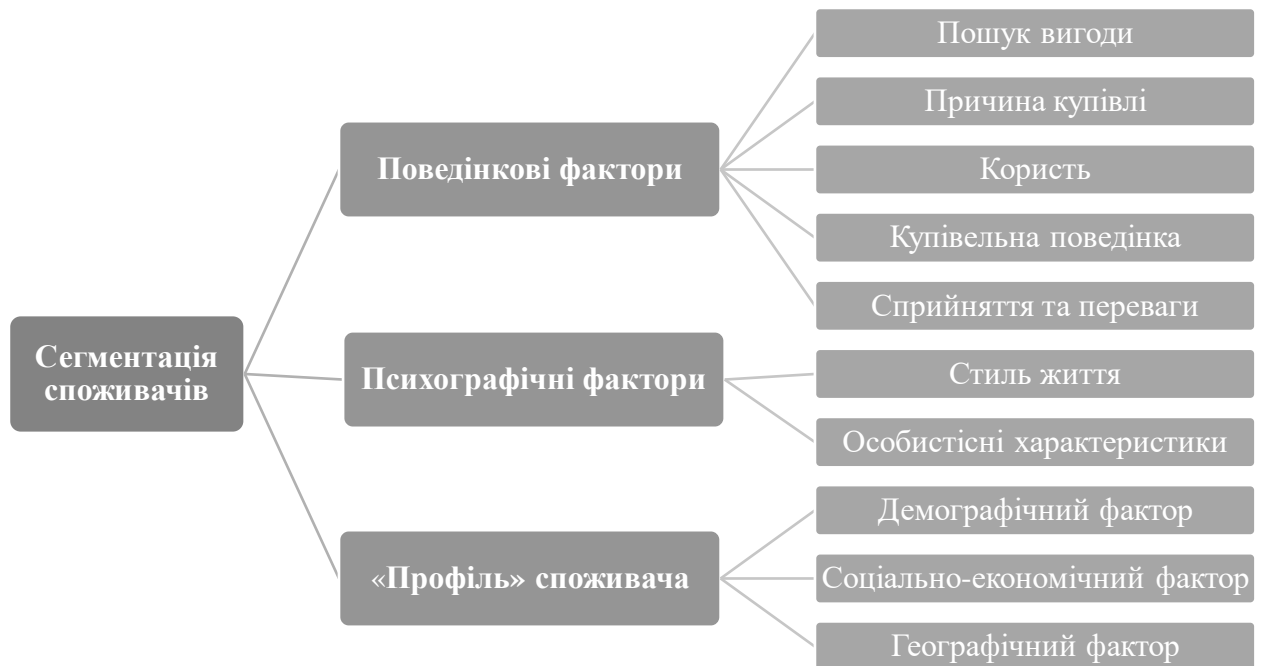 Сегментація
споживачів
Поведінкові фактори
Пошук вигоди
Причина купівлі
Користь
Купівельна поведінка
Сприйняття та переваги
Психографічні фактори
Стиль життя
Особистісні характеристики
«Профіль» споживача
Демографічний фактор
Соціально-економічний фактор
Географічний фактор